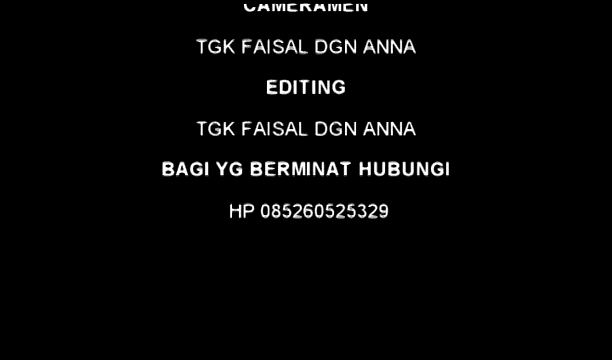 CAMERAMEN
TGK FAISAL DGN ANNA
EDITING
TGK FAISAL DGN ANNA
BAGI YG BERMINAT HUBUNGI
HP 085260525329